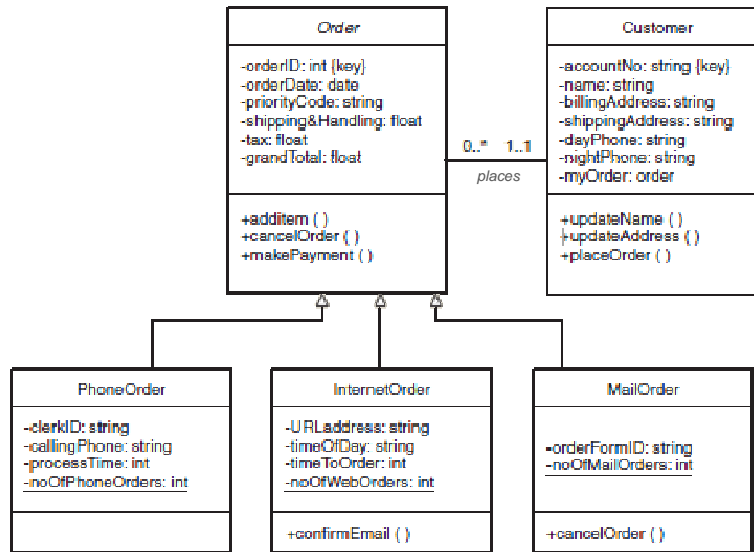 Order
-orderID: int {key}
-orderDate: date
-priorityCode: string
-shipping&Handling: float
-tax: float
-grandTotal: float
+addItem ( )
+cancelOrder ( )
+makePayment ( )
0..* 1..1
places
Customer
-accountNo: string {key}
-name: string
-billingAddress: string
-shippingAddress: string
-dayPhone: string
-nightPhone: string
-myOrder: order
+updateName ( )
+updateAddress ( )
+placeOrder ( )
PhoneOrder
-clerkID: string
-callingPhone: string
-processTime: int
-noOfPhoneOrders: int
InternetOrder
-URLaddress: string
-timeOfDay: string
-timeToOrder: int
-noOfWebOrders: int
+confirmEmail ( )
MailOrder
-orderFormID: string
-noOfMailOrders: int
+cancelOrder ( )